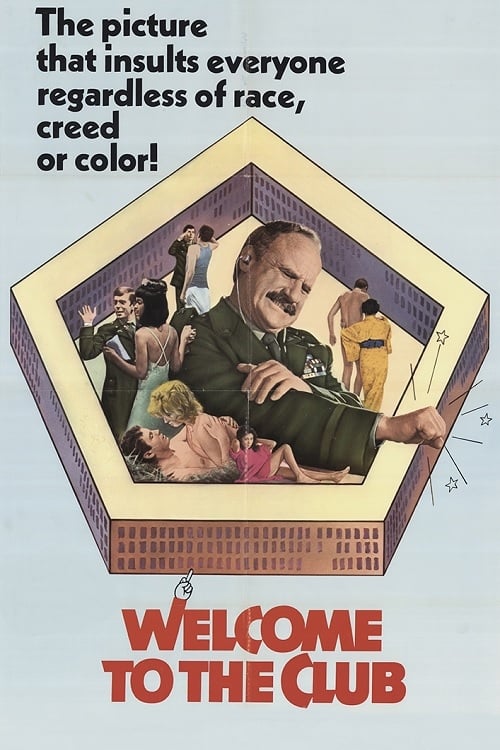 The picture
that insults everyone
regardless of race,
creed
or color!
WELCOME
TO THE CLUB